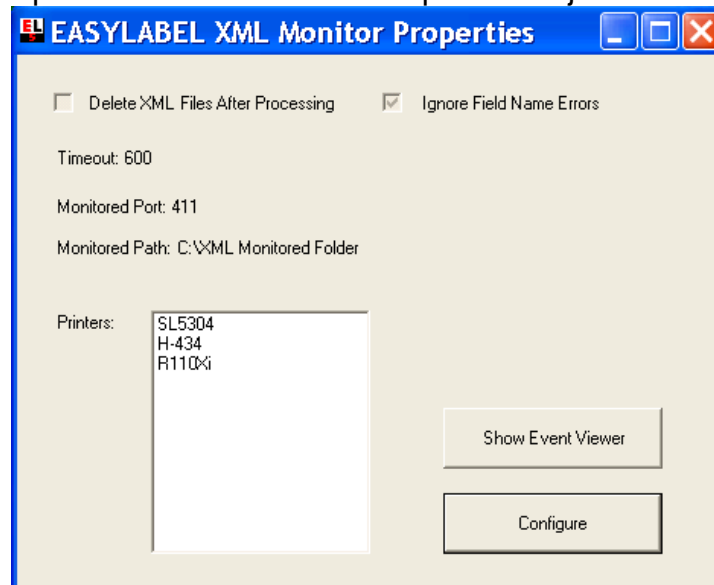 EASYLABEL XML Monitor Properties
Delete XML Files After Processing
Ignore Field Name Errors
Timeout: 600
Monitored Port: 411
Monitored Path: C:\XML Monitored Folder
Printers:
SL5304
H-434
R110Xi
Show Event Viewer
Configure